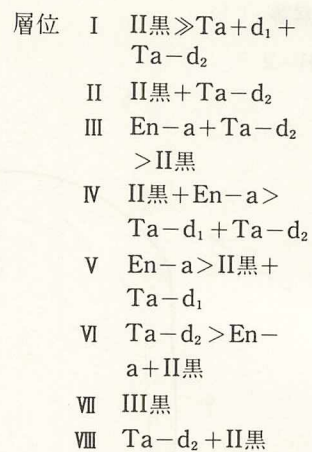 層位 Ⅰ II黒≫Ta+d₁+
Ta−d₂
Ⅱ II黒+Ta−d₂
Ⅲ En−a+Ta−d₂
>II黒
Ⅳ II黒+En−a>
Ta−d₁+Ta−d₂
Ⅴ En−a>II黒+
Ta−d₁
Ⅵ Ta−d₂>En−
a+II黒
Ⅶ III黒
Ⅷ Ta−d₂+II黒